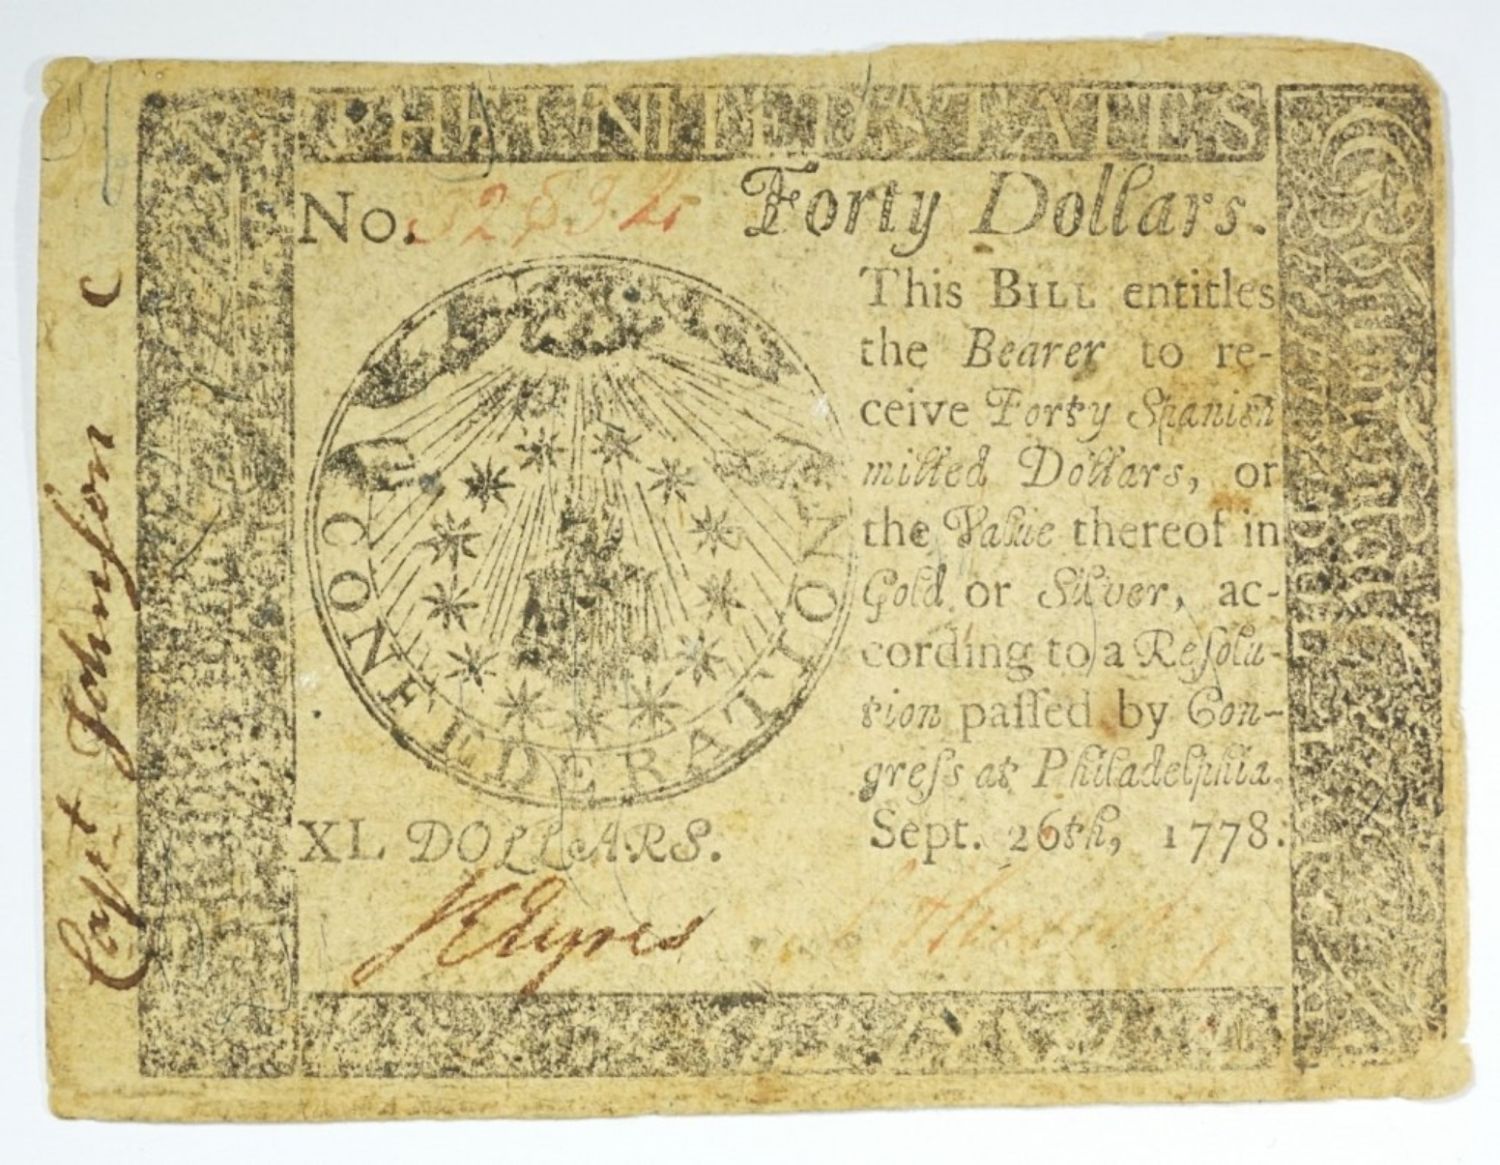 THE UNITED STATES
No. 52832 Forty Dollars.
This BILL entitles
the Bearer to re-
ceive Forty Spanish
milled Dollars, or
the Value thereof in
Gold or Silver, ac-
cording to a Resolu-
tion paſſed by Con-
greſs at Philadelphia.
Sept. 26th, 1778.
CONFEDERATION
XL DOLLARS.
Capt Johnſon C